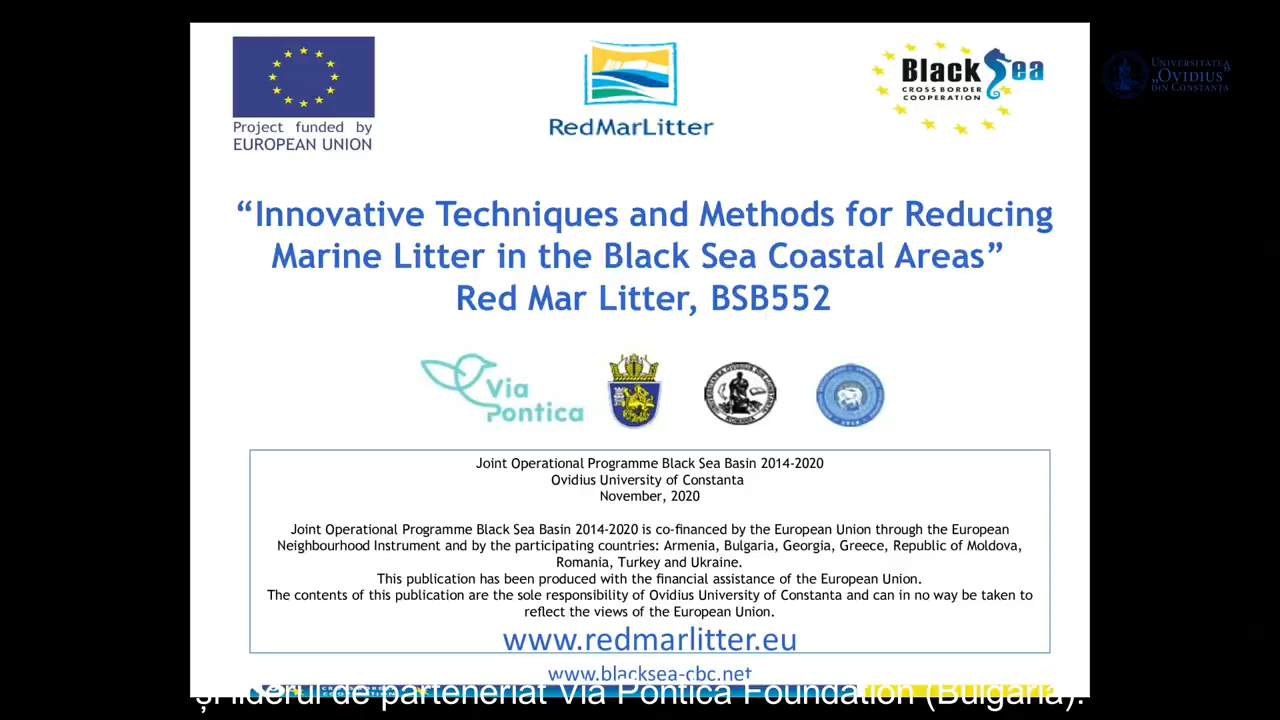 Project funded by
EUROPEAN UNION
RedMarLitter
Black Sea
CROSS BORDER
COOPERATION
UNIVERSITATEA
„OVIDIUS”
DIN CONSTANȚA
“Innovative Techniques and Methods for Reducing
Marine Litter in the Black Sea Coastal Areas”
Red Mar Litter, BSB552
Via
Pontica
Joint Operational Programme Black Sea Basin 2014-2020
Ovidius University of Constanta
November, 2020
Joint Operational Programme Black Sea Basin 2014-2020 is co-financed by the European Union through the European
Neighbourhood Instrument and by the participating countries: Armenia, Bulgaria, Georgia, Greece, Republic of Moldova,
Romania, Turkey and Ukraine.
This publication has been produced with the financial assistance of the European Union.
The contents of this publication are the sole responsibility of Ovidius University of Constanta and can in no way be taken to
reflect the views of the European Union.
www.redmarlitter.eu
www.blacksea-cbc.net
și liderul de parteneriat Via Pontica Foundation (Bulgaria).